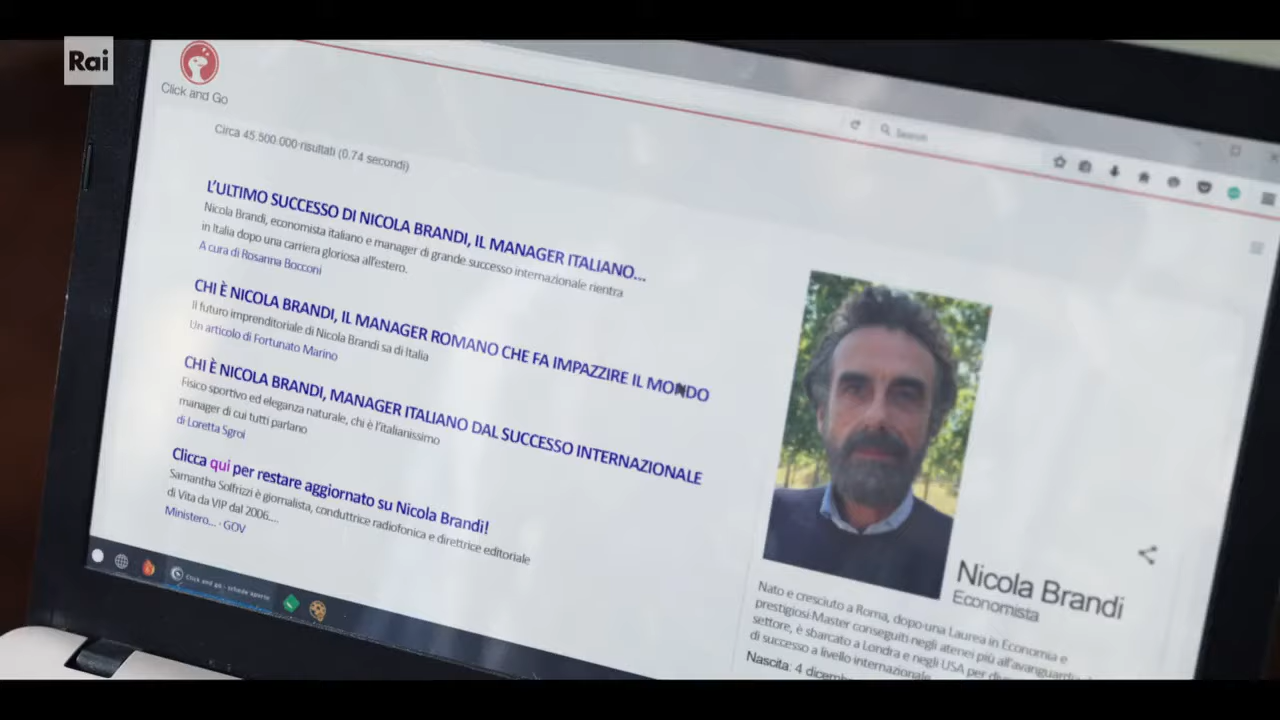 Rai
Click and Go
Search
Circa 45.500.000 risultati (0.74 secondi)
L'ULTIMO SUCCESSO DI NICOLA BRANDI, IL MANAGER ITALIANO...
Nicola Brandi, economista italiano e manager di grande successo internazionale rientra
in Italia dopo una carriera gloriosa all'estero.
A cura di Rosanna Bocconi
CHI È NICOLA BRANDI, IL MANAGER ROMANO CHE FA IMPAZZIRE IL MONDO
Il futuro imprenditoriale di Nicola Brandi sa di Italia
Un articolo di Fortunato Marino
CHI È NICOLA BRANDI, MANAGER ITALIANO DAL SUCCESSO INTERNAZIONALE
Fisico sportivo ed eleganza naturale, chi è l'italianissimo
manager di cui tutti parlano
di Loretta Sgroi
Clicca qui per restare aggiornato su Nicola Brandi!
Samantha Solfrizzi è giornalista, conduttrice radiofonica e direttrice editoriale
di Vita da VIP dal 2006....
Ministero... - GOV
Click and go - schede aperte
Nicola Brandi
Economista
Nato e cresciuto a Roma, dopo una Laurea in Economia e
prestigiosi Master conseguiti negli atenei più all'avanguardia
settore, è sbarcato a Londra e negli USA per
di successo a livello internazionale
Nascita: 4